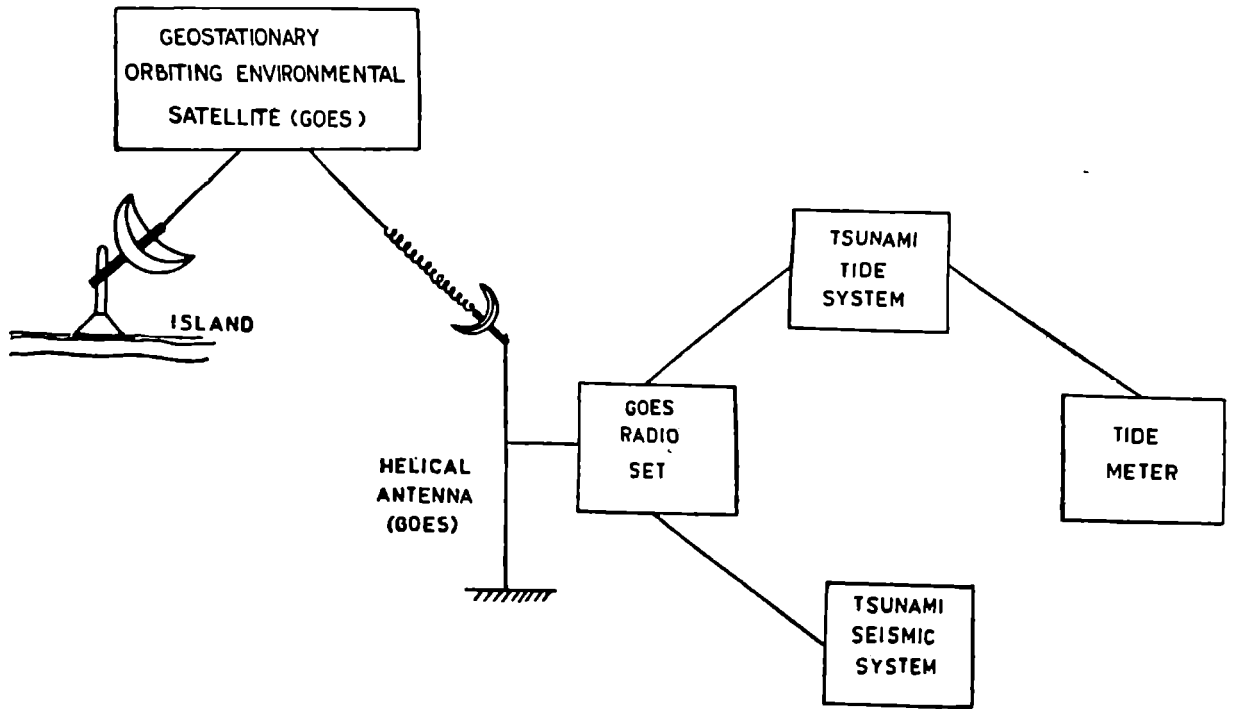 GEOSTATIONARY
ORBITING ENVIRONMENTAL
SATELLITE (GOES)
ISLAND
HELICAL
ANTENNA
(GOES)
GOES
RADIO
SET
TSUNAMI
TIDE
SYSTEM
TIDE
METER
TSUNAMI
SEISMIC
SYSTEM